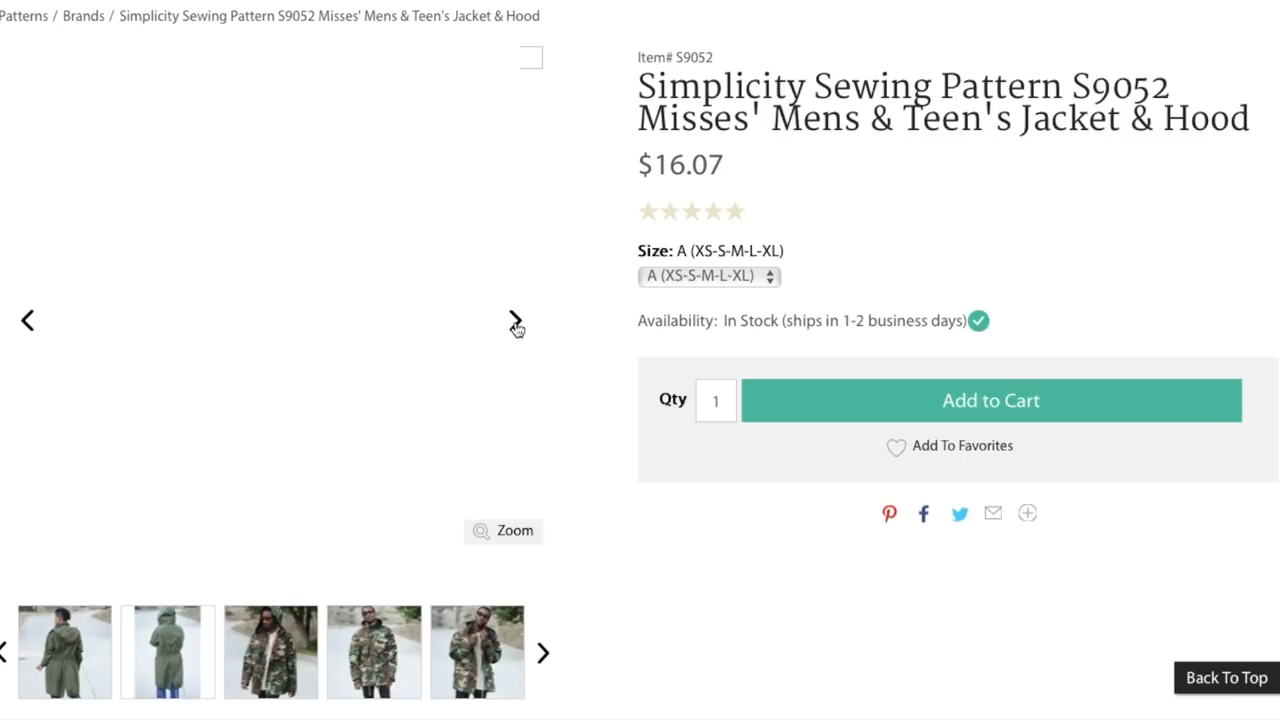 Patterns / Brands / Simplicity Sewing Pattern S9052 Misses' Mens & Teen's Jacket & Hood
Item# S9052
Simplicity Sewing Pattern S9052
Misses' Mens & Teen's Jacket & Hood
$16.07
Size: A (XS-S-M-L-XL)
A (XS-S-M-L-XL)
Availability: In Stock (ships in 1-2 business days)
Qty 1 Add to Cart
Add To Favorites
Zoom
Back To Top